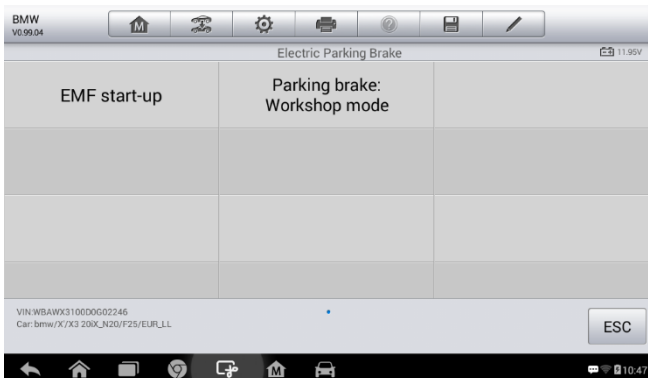 BMW
V0.99.04
Electric Parking Brake
11.95V
EMF start-up
Parking brake:
Workshop mode
VIN:WBAWX3100D0G02246
Car: bmw/X'/X3 20iX_N20/F25/EUR_LL
ESC
10:47